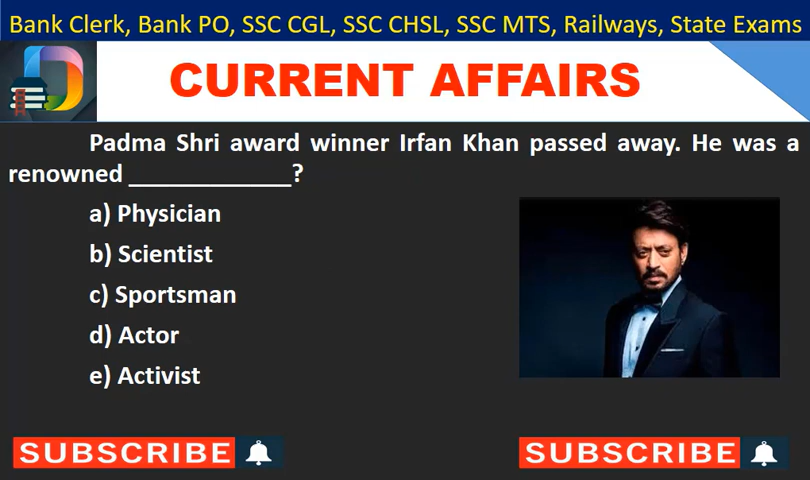 Bank Clerk, Bank PO, SSC CGL, SSC CHSL, SSC MTS, Railways, State Exams
CURRENT AFFAIRS
Padma Shri award winner Irfan Khan passed away. He was a
renowned _____________?
a) Physician
b) Scientist
c) Sportsman
d) Actor
e) Activist
SUBSCRIBE
SUBSCRIBE